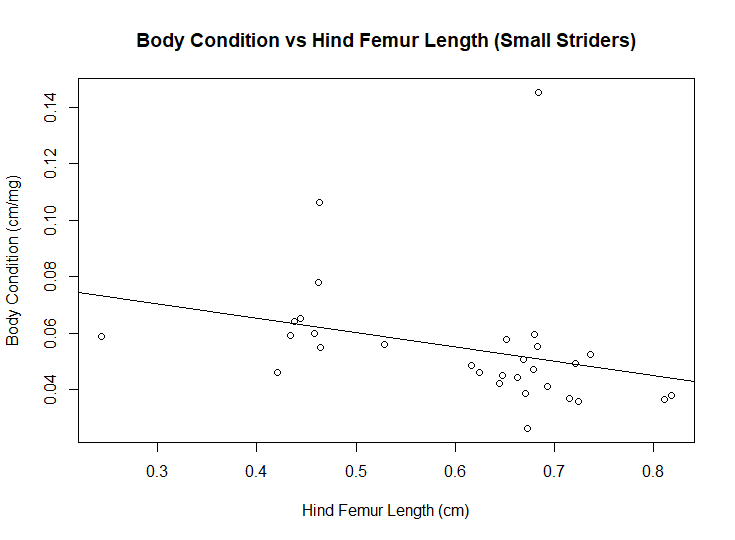 Body Condition vs Hind Femur Length (Small Striders)
Body Condition (cm/mg)
0.14
0.12
0.10
0.08
0.06
0.04
0.3 0.4 0.5 0.6 0.7 0.8
Hind Femur Length (cm)